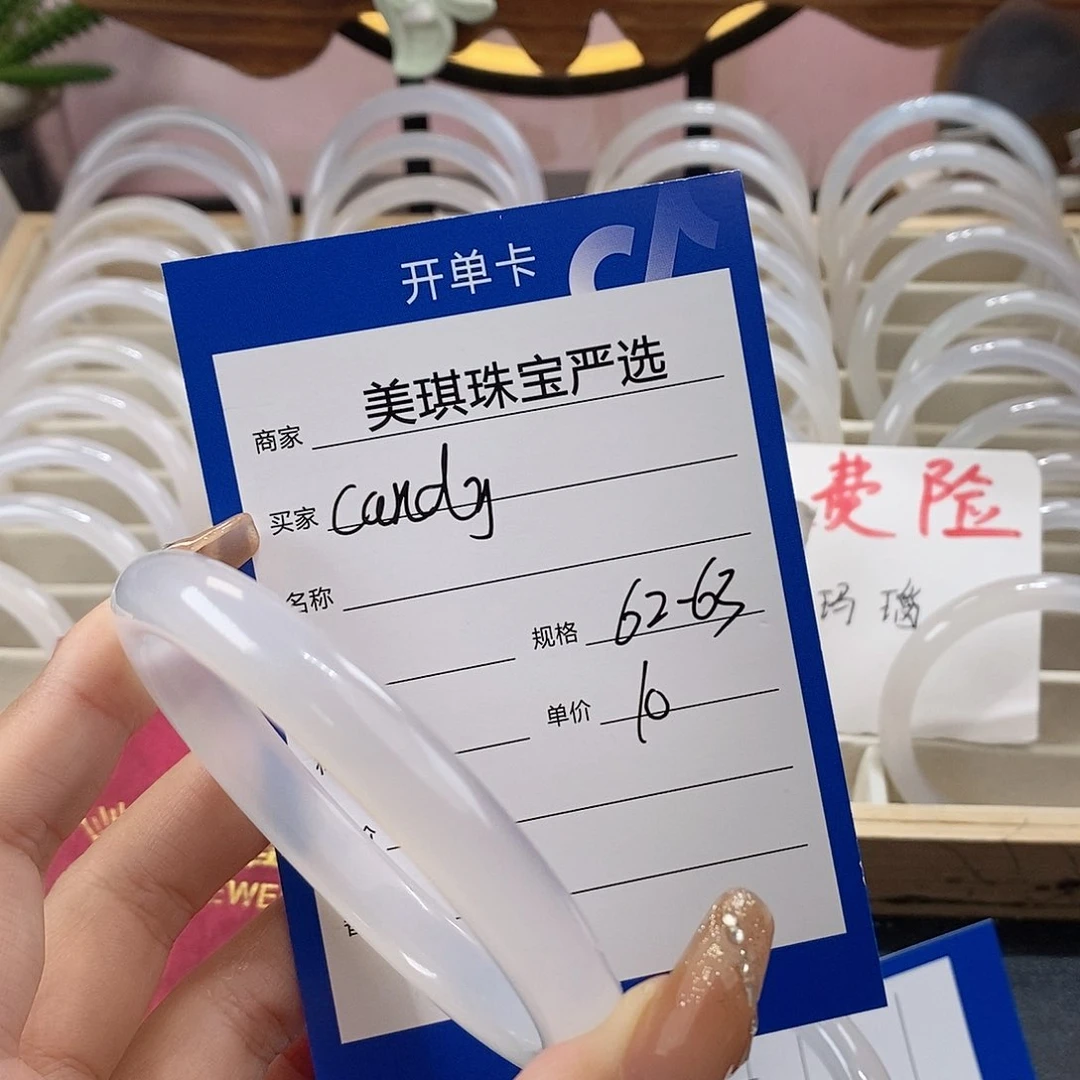 开单卡
商家 美琪珠宝严选
买家 candy
名称
规格 62-63
单价 10
费险
玛瑙